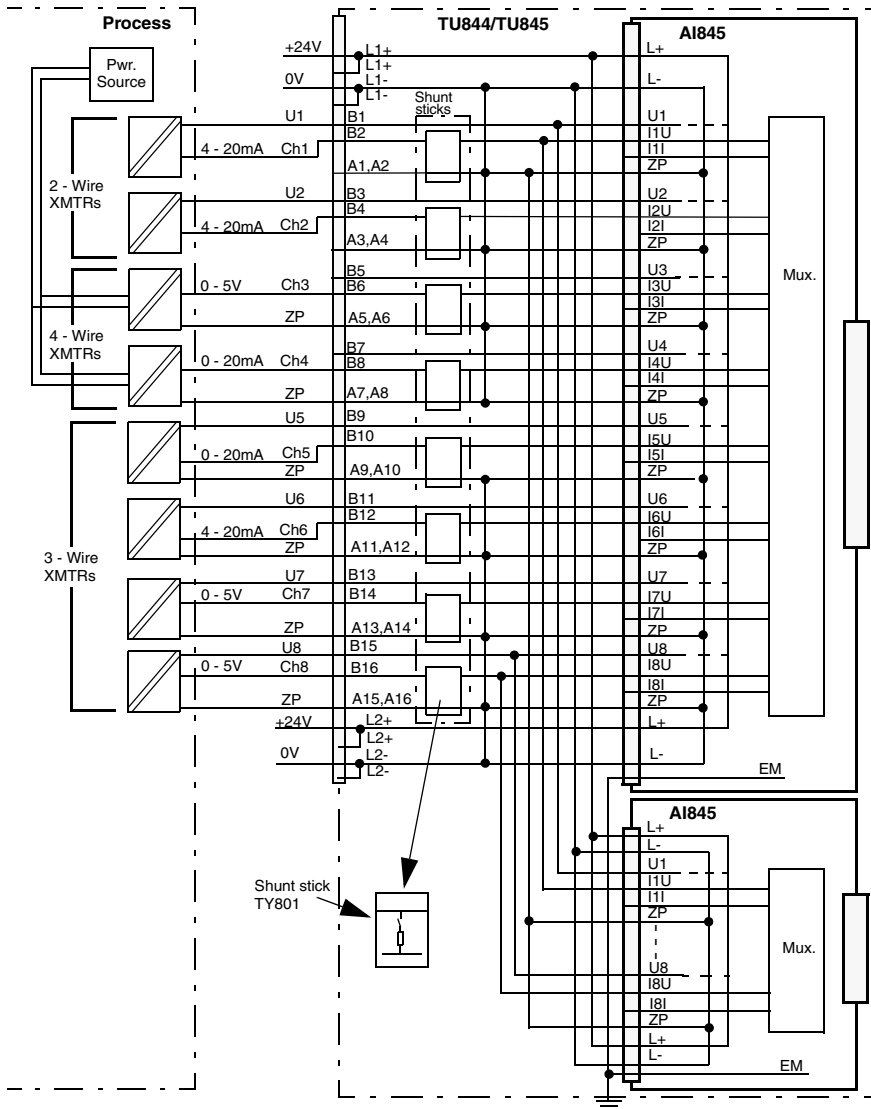 Process
TU844/TU845
AI845
Pwr.
Source
+24V
L1+
L1+
0V
L1-
L1-
Shunt
sticks
L+
L-
2 - Wire
XMTRs
U1
B1
B2
4 - 20mA
Ch1
A1,A2
U1
I1U
I1I
ZP
U2
B3
B4
4 - 20mA
Ch2
A3,A4
U2
I2U
I2I
ZP
Mux.
4 - Wire
XMTRs
B5
B6
0 - 5V
Ch3
ZP
A5,A6
U3
I3U
I3I
ZP
B7
B8
0 - 20mA
Ch4
ZP
A7,A8
U4
I4U
I4I
ZP
3 - Wire
XMTRs
U5
B9
B10
0 - 20mA
Ch5
ZP
A9,A10
U5
I5U
I5I
ZP
U6
B11
B12
4 - 20mA
Ch6
ZP
A11,A12
U6
I6U
I6I
ZP
U7
B13
0 - 5V
Ch7
B14
ZP
A13,A14
U7
I7U
I7I
ZP
U8
B15
0 - 5V
Ch8
B16
ZP
A15,A16
U8
I8U
I8I
ZP
+24V
L2+
L2+
0V
L2-
L2-
L+
L-
EM
AI845
L+
L-
U1
I1U
I1I
ZP
U8
I8U
I8I
ZP
L+
L-
EM
Mux.
Shunt stick
TY801